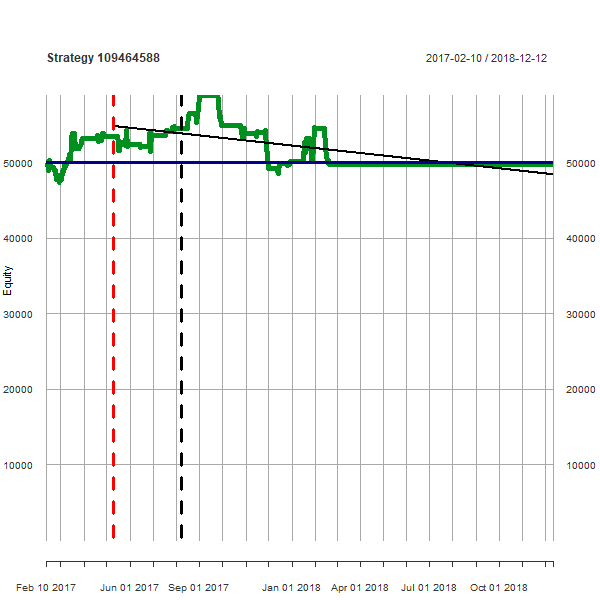 Strategy 109464588
2017-02-10 / 2018-12-12
50000
50000
40000
40000
Equity
30000
30000
20000
20000
10000
10000
Feb 10 2017
Jun 01 2017
Sep 01 2017
Jan 01 2018
Apr 01 2018
Jul 01 2018
Oct 01 2018